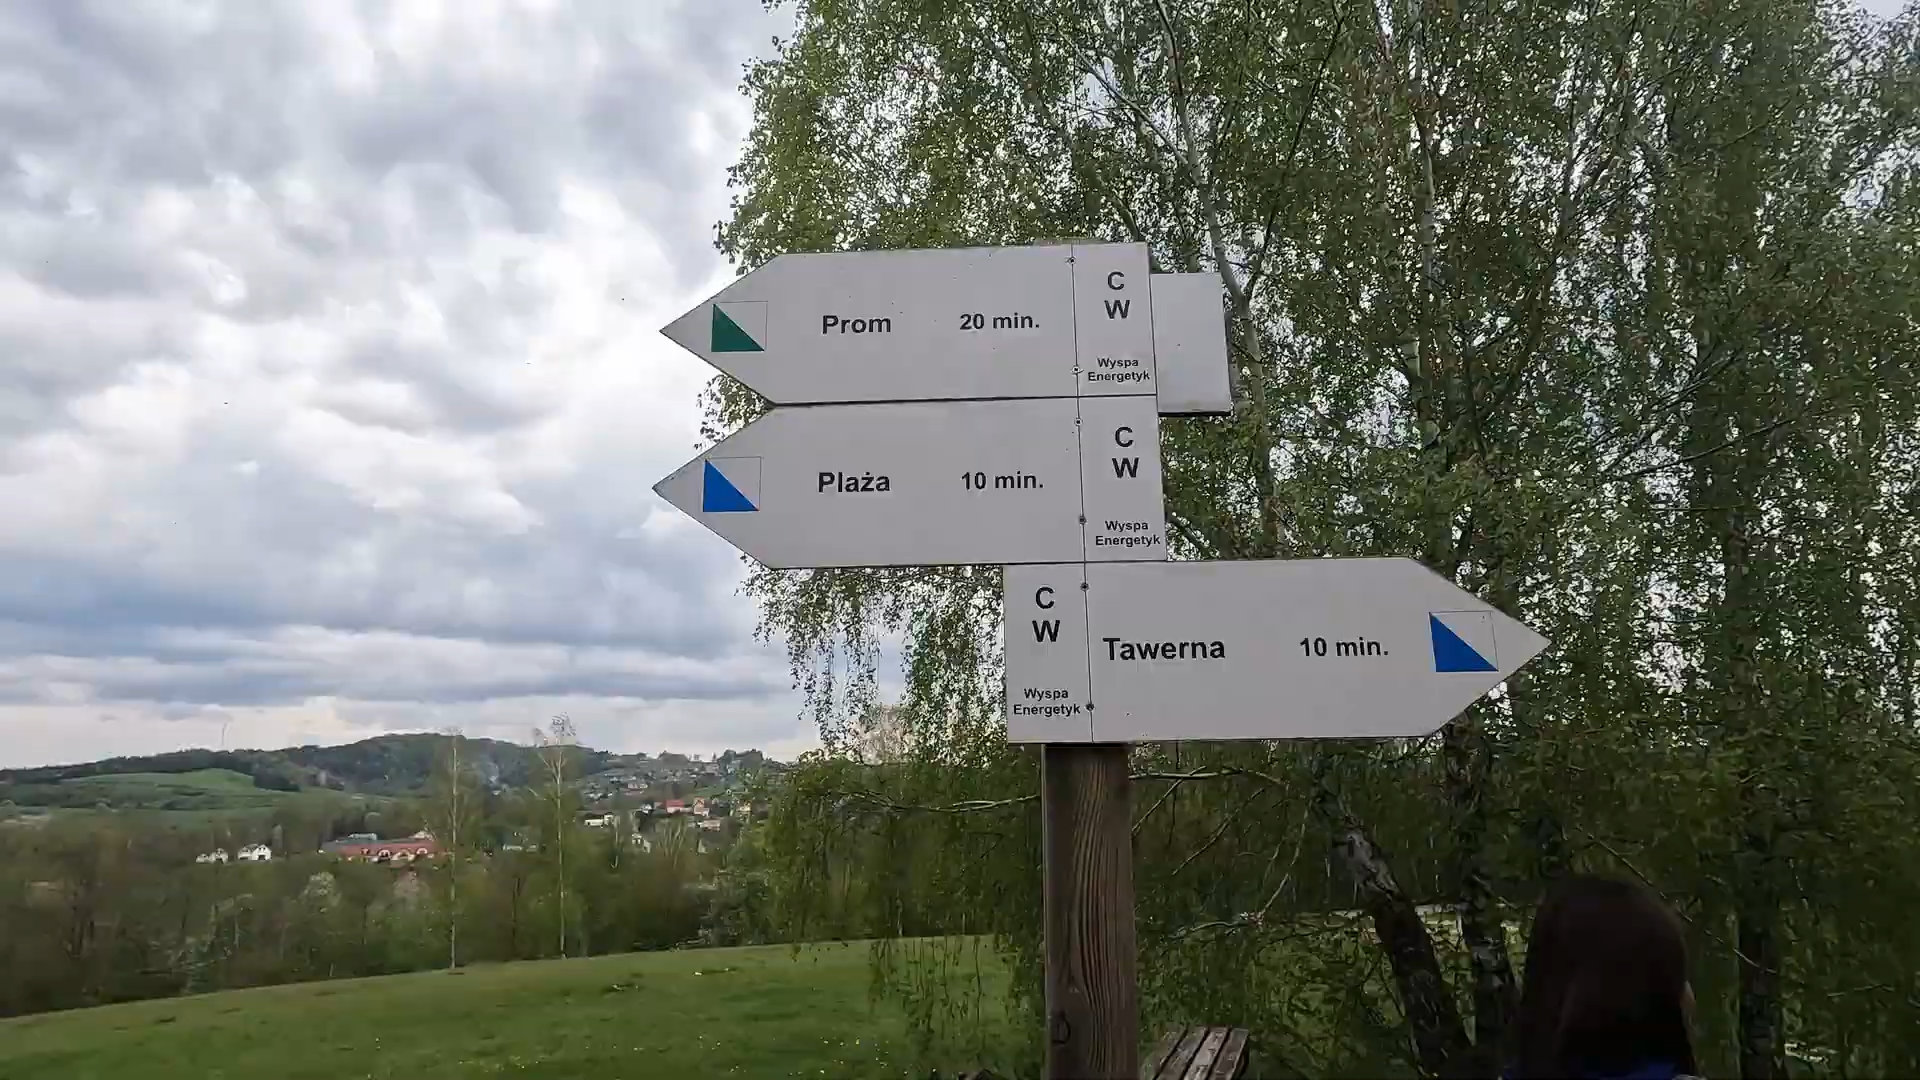 Prom 20 min.
C
W
Wyspa
Energetyk
Plaża 10 min.
C
W
Wyspa
Energetyk
C
W
Wyspa
Energetyk
Tawerna 10 min.